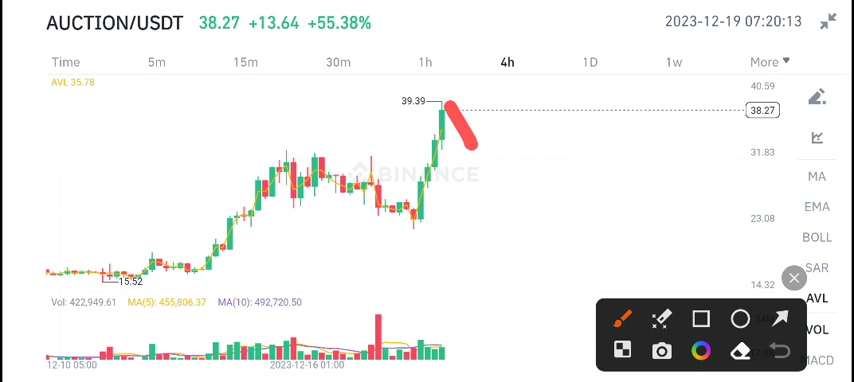 AUCTION/USDT 38.27 +13.64 +55.38% 2023-12-19 07:20:13
Time 5m 15m 30m 1h 4h 1D 1w More
AVL 35.78
40.59
39.39
38.27
31.83
BINANCE
MA
EMA
23.08
BOLL
SAR
15.52
14.32
AVL
Vol: 422,949.61 MA(5): 455,806.37 MA(10): 492,720.50
VOL
MACD
12-10 05:00 2023-12-16 01:00